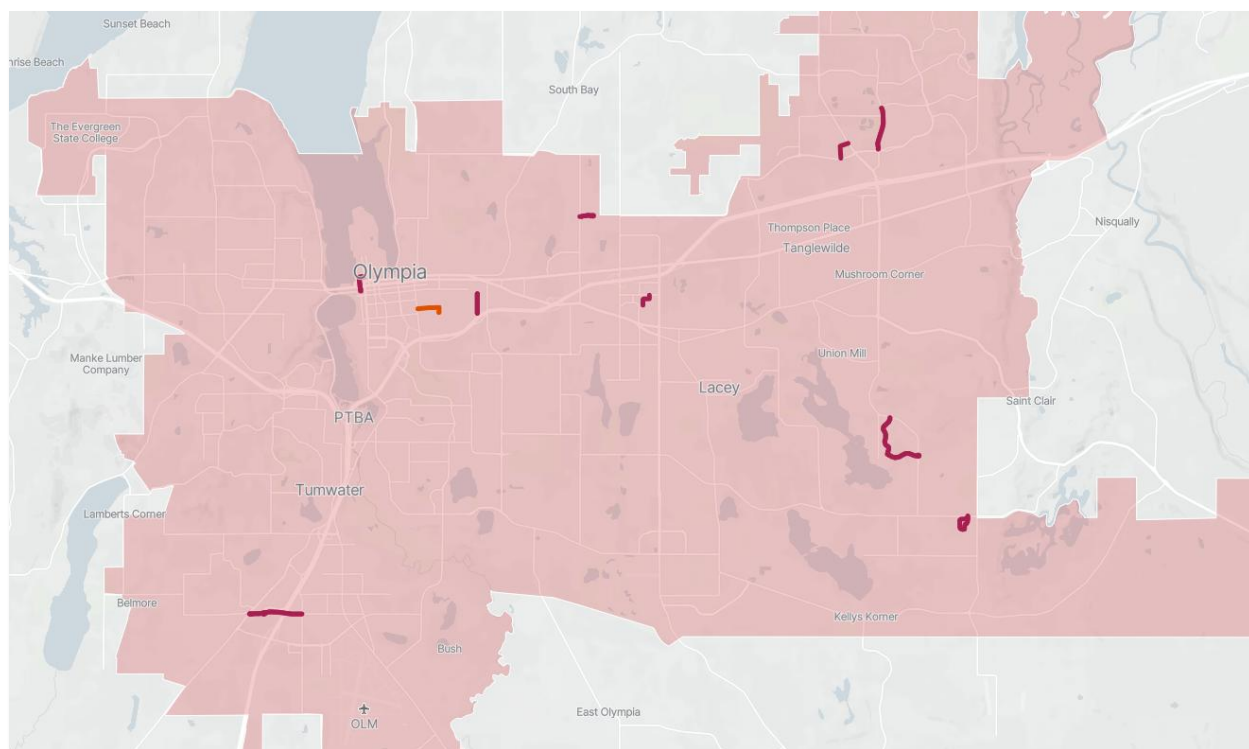 Sunset Beach
nrise Beach
South Bay
The Evergreen
State College
Nisqually
Thompson Place
Tanglewilde
Olympia
Mushroom Corner
Manke Lumber
Company
Union Mill
Lacey
Saint Clair
PTBA
Tumwater
Lamberts Corner
Belmore
Kellys Korner
Bush
OLM
East Olympia